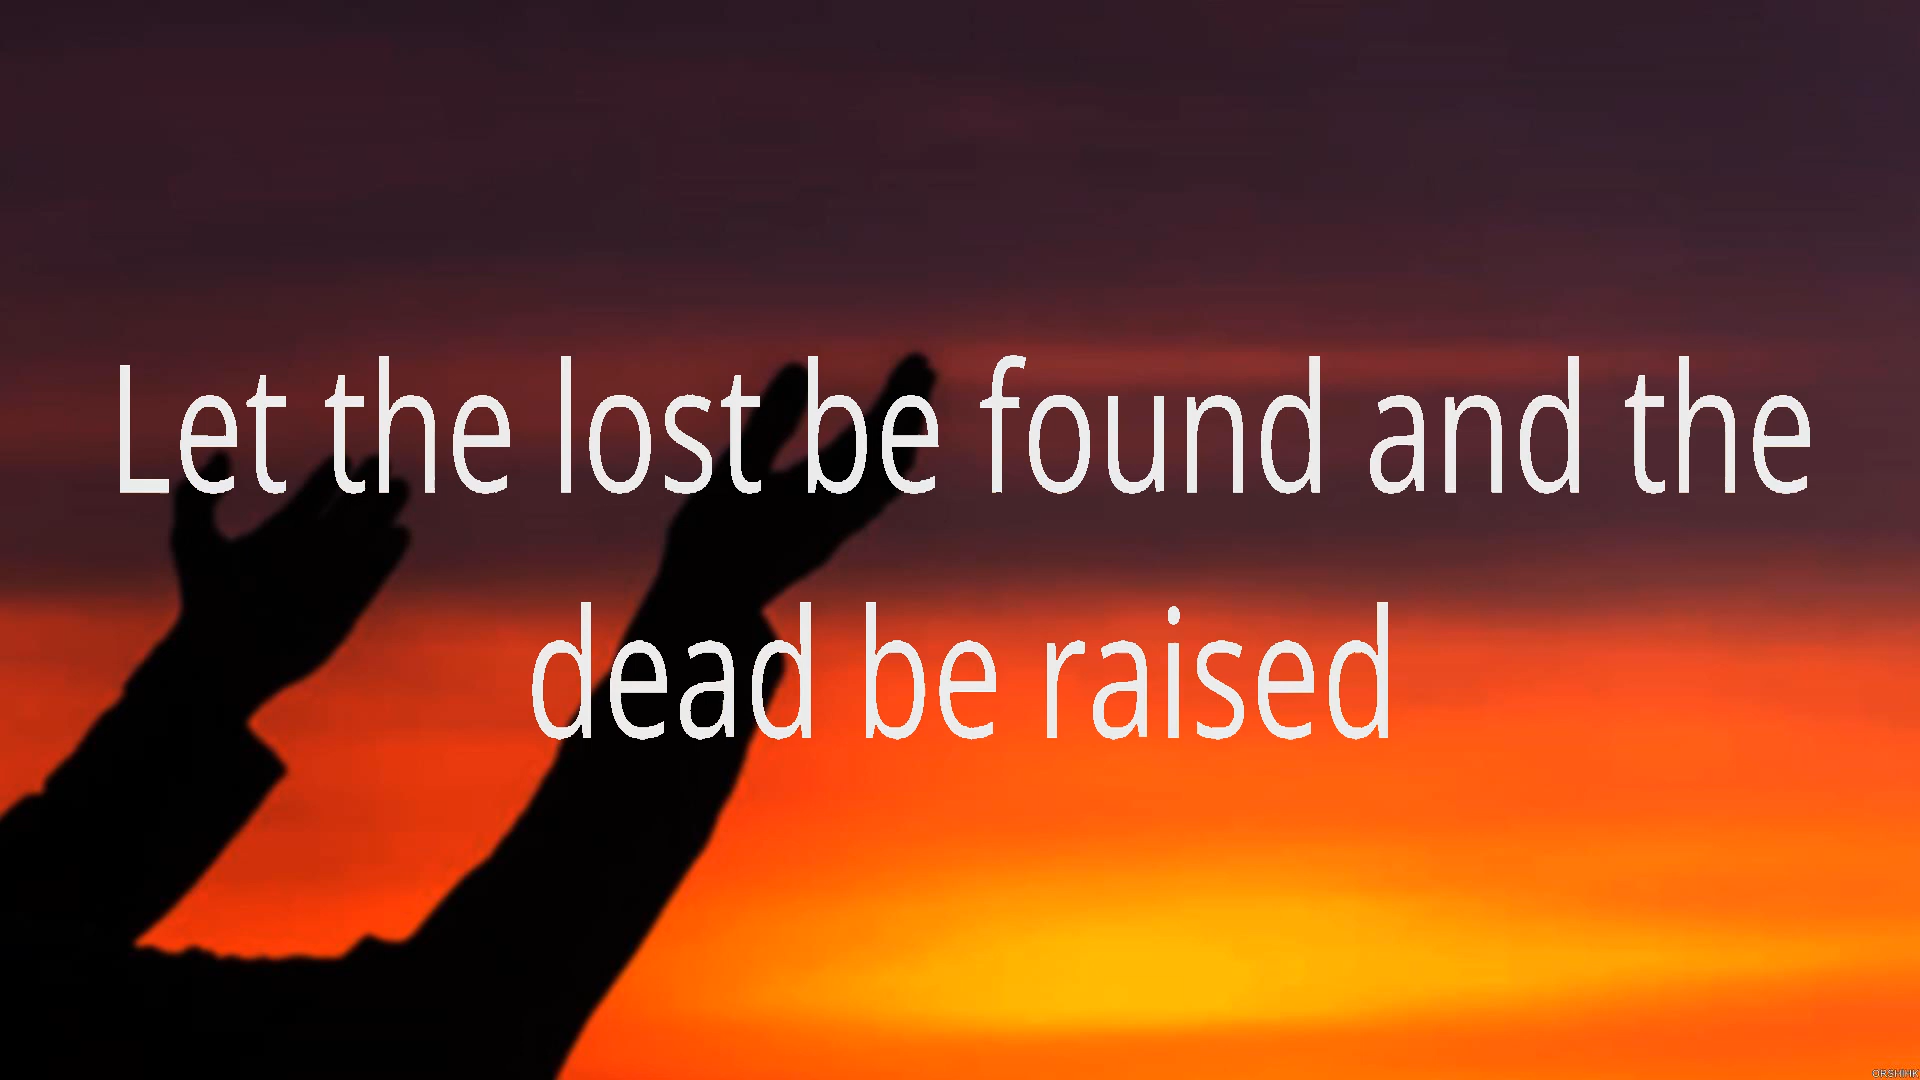 Let the lost be found and the
dead be raised